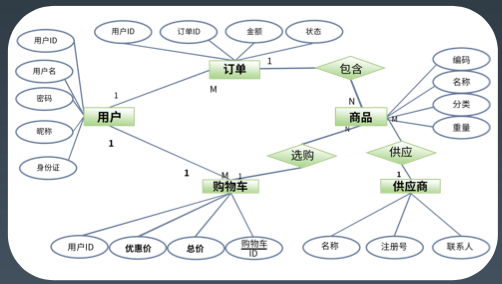 用户ID
订单ID
金额
状态
用户ID
订单
1
包含
编码
用户名
名称
M
密码
1
N
分类
用户
商品
M
重量
昵称
1
N
选购
供应
身份证
1
M
1
1
购物车
供应商
用户ID
优惠价
总价
购物车
ID
名称
注册号
联系人